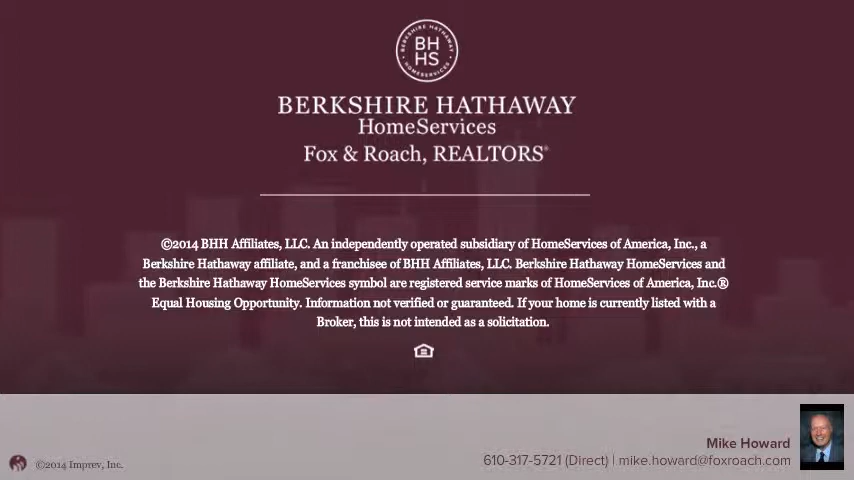 BERKSHIRE HATHAWAY
HOMESERVICES
BH
HS
BERKSHIRE HATHAWAY
HomeServices
Fox & Roach, REALTORS®
©2014 BHH Affiliates, LLC. An independently operated subsidiary of HomeServices of America, Inc., a
Berkshire Hathaway affiliate, and a franchisee of BHH Affiliates, LLC. Berkshire Hathaway HomeServices and
the Berkshire Hathaway HomeServices symbol are registered service marks of HomeServices of America, Inc.®
Equal Housing Opportunity. Information not verified or guaranteed. If your home is currently listed with a
Broker, this is not intended as a solicitation.
Mike Howard
610-317-5721 (Direct) | mike.howard@foxroach.com
©2014 Imprev, Inc.